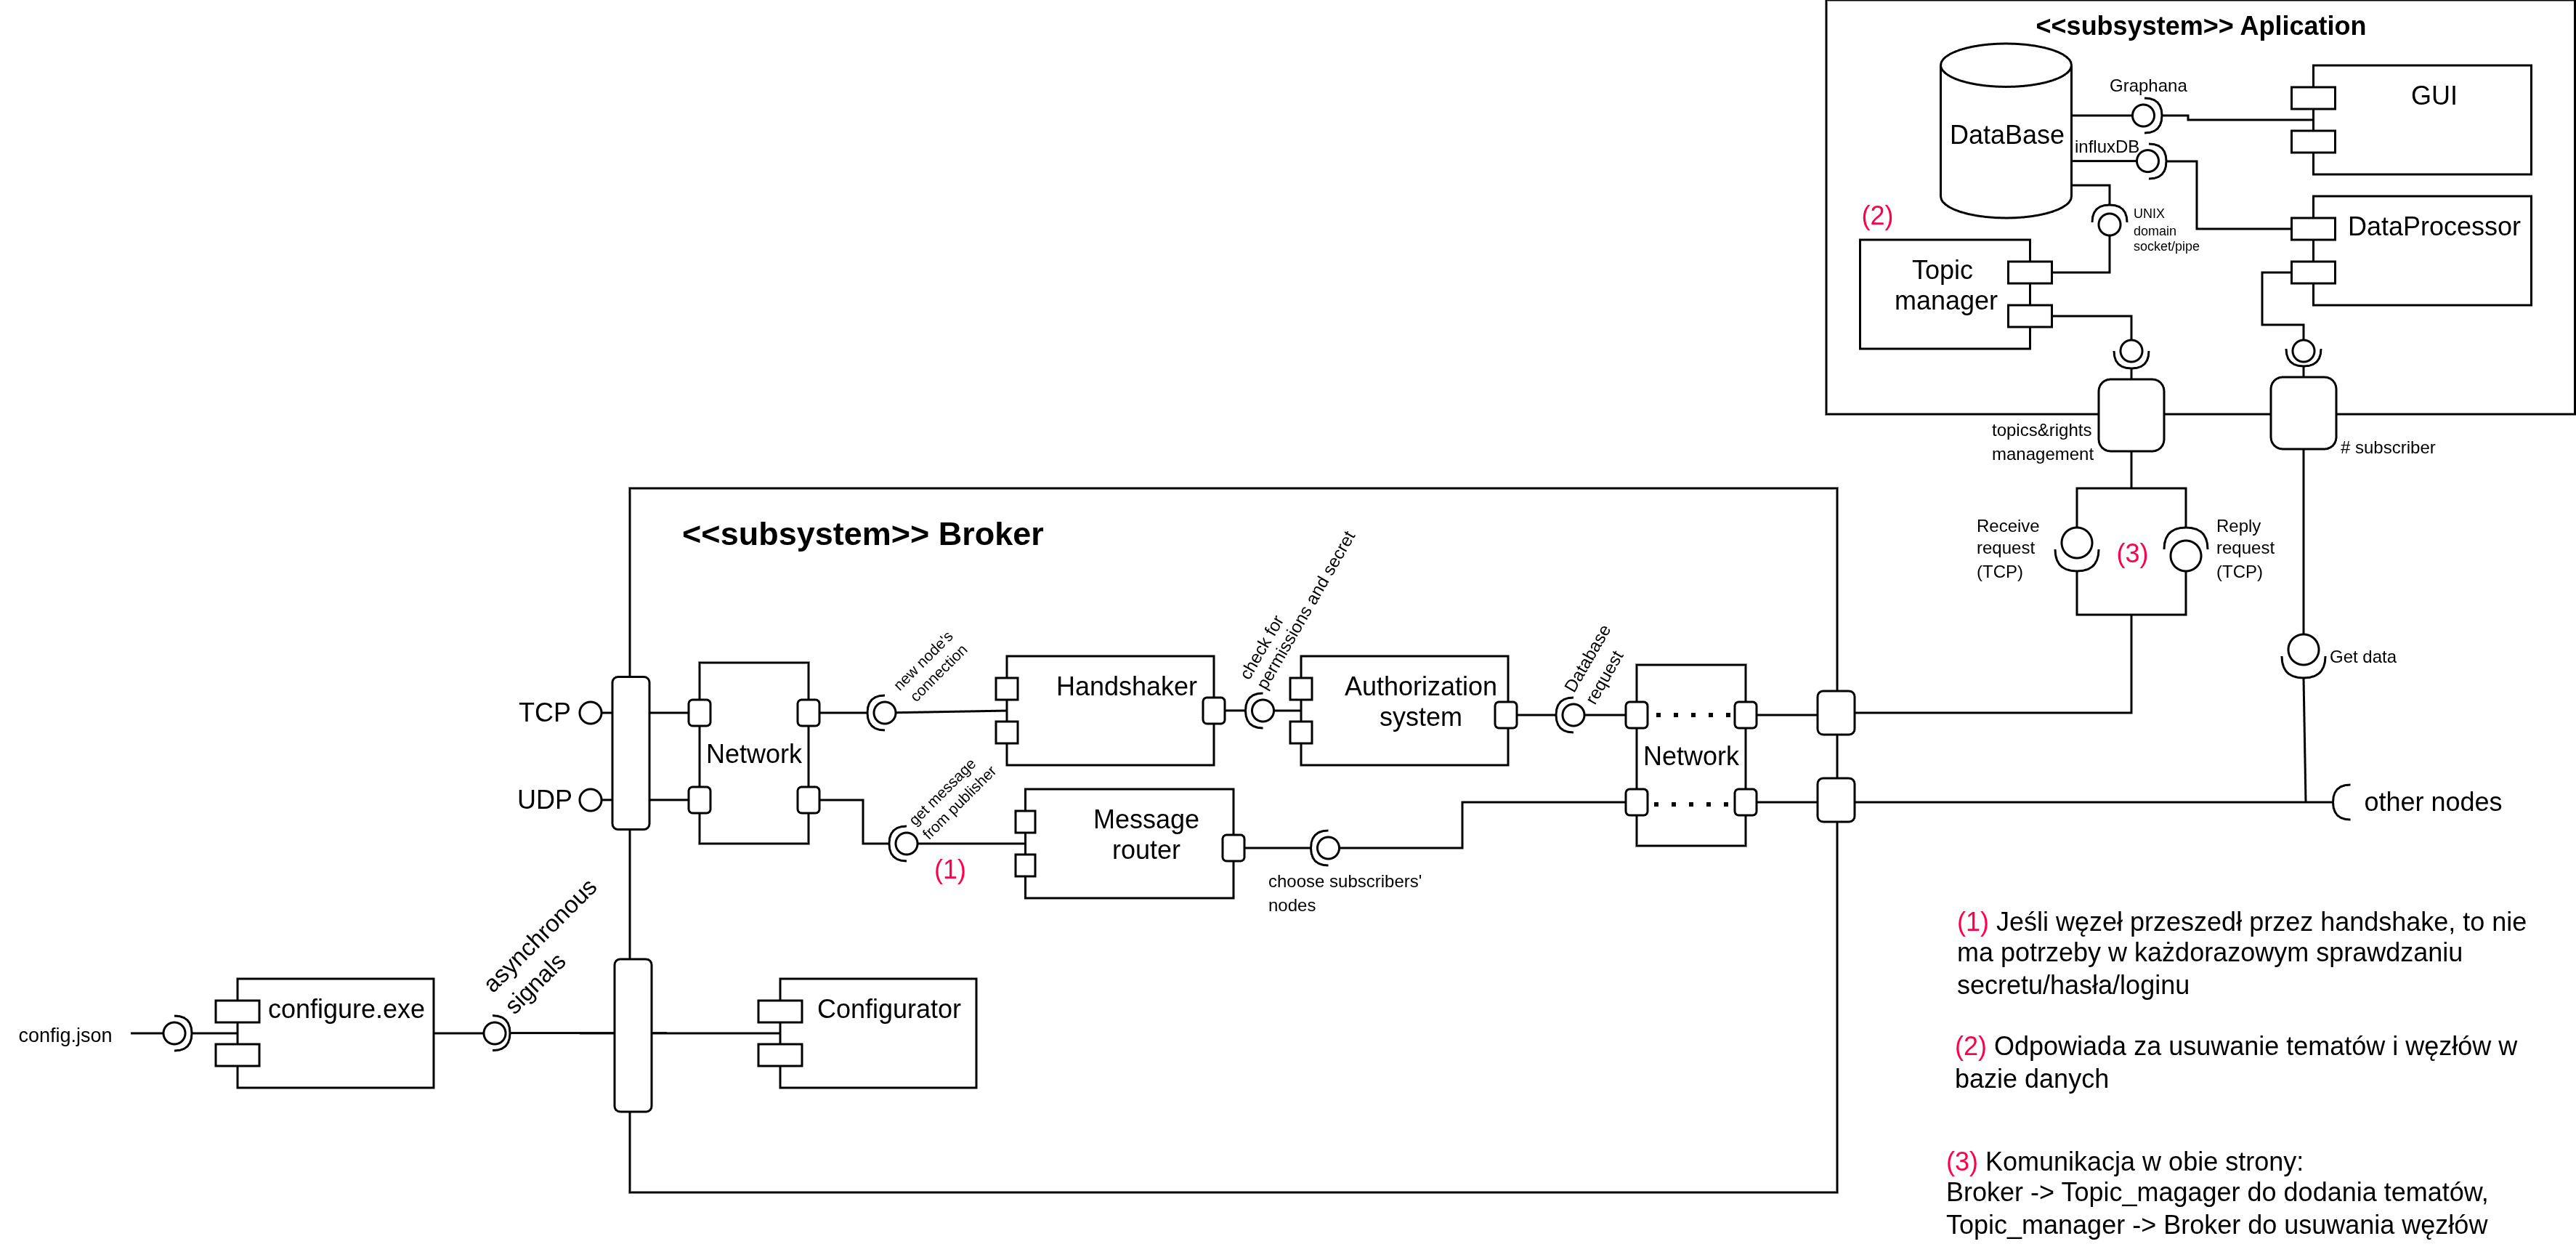 <<subsystem>> Aplication
Graphana
GUI
DataBase
influxDB
(2)
UNIX
domain
socket/pipe
DataProcessor
Topic
manager
topics&rights
management
# subscriber
<<subsystem>> Broker
Receive
request
(TCP)
(3)
Reply
request
(TCP)
new node's
connection
check for
permissions and secret
Database
request
Get data
TCP
Handshaker
Authorization
system
Network
Network
UDP
get message
from publisher
(1)
Message
router
choose subscribers'
nodes
other nodes
asynchronous
signals
config.json
configure.exe
Configurator
(1) Jeśli węzeł przeszedł przez handshake, to nie
ma potrzeby w każdorazowym sprawdzaniu
secretu/hasła/loginu
(2) Odpowiada za usuwanie tematów i węzłów w
bazie danych
(3) Komunikacja w obie strony:
Broker -> Topic_magager do dodania tematów,
Topic_manager -> Broker do usuwania węzłów